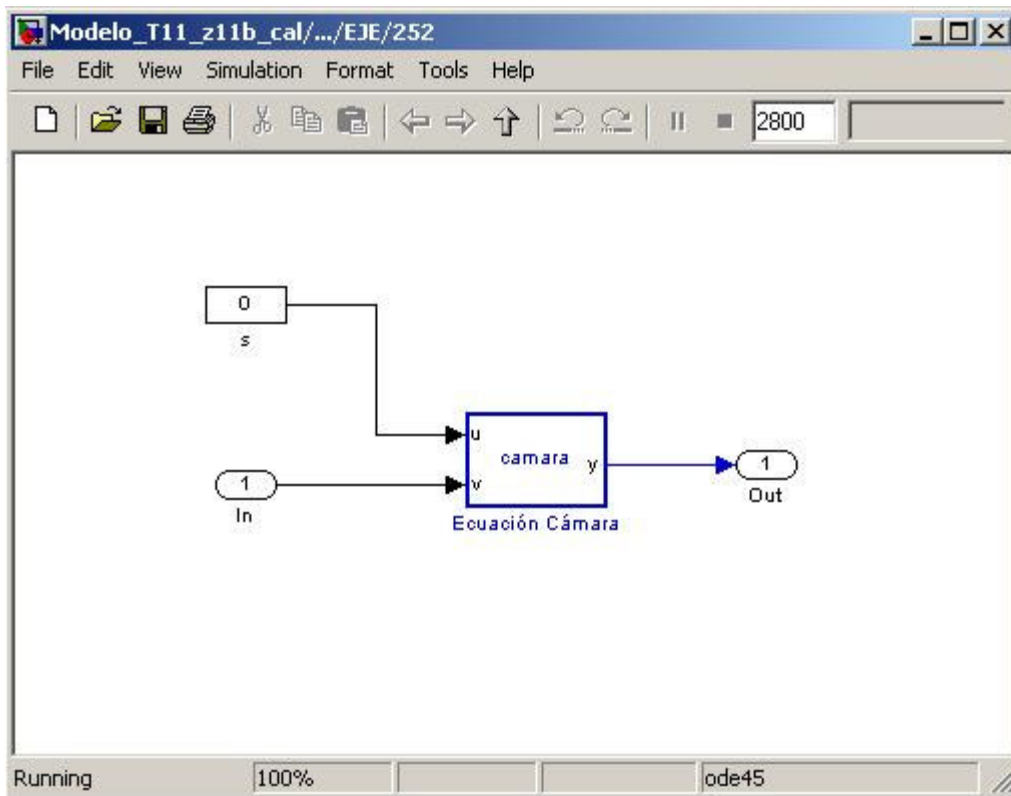 Modelo_T11_z11b_cal/.../EJE/252
File Edit View Simulation Format Tools Help
2800
0
s
u
camara
y
v
1
In
Ecuación Cámara
1
Out
Running 100% ode45